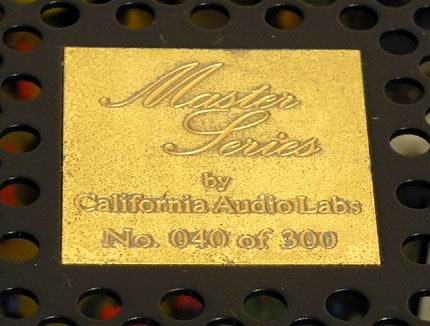 Master
Series
by
California Audio Labs
No. 040 of 300